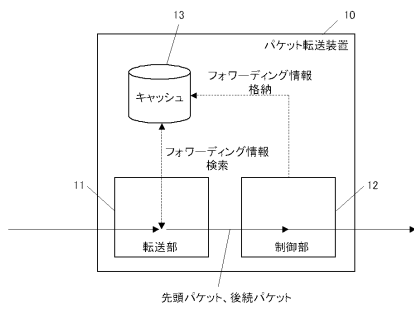 13
10
パケット転送装置
キャッシュ
フォワーディング情報
格納
フォワーディング情報
検索
11
12
転送部
制御部
先頭パケット、後続パケット